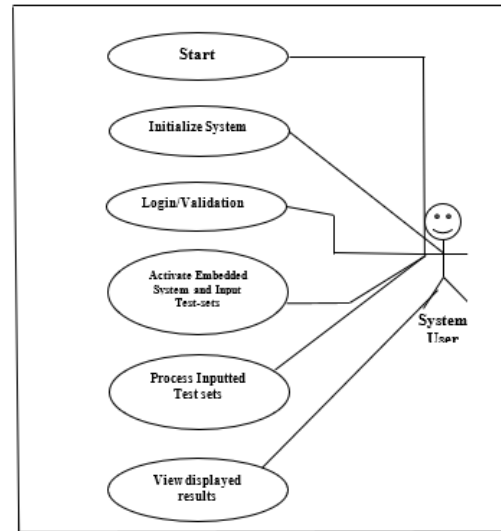 Start
Initialize System
Login/Validation
Activate Embedded
System and Input
Test-sets
Process Inputted
Test sets
View displayed
results
System
User